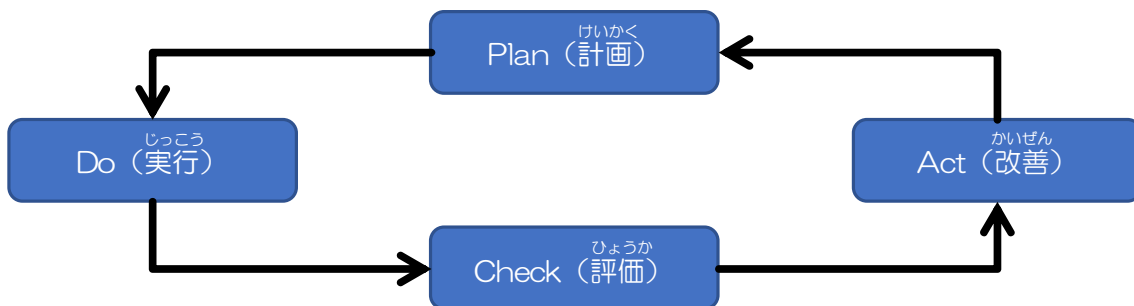 けいかく
Plan（計画）
じっこう
Do（実行）
ひょうか
Check（評価）
かいぜん
Act（改善）